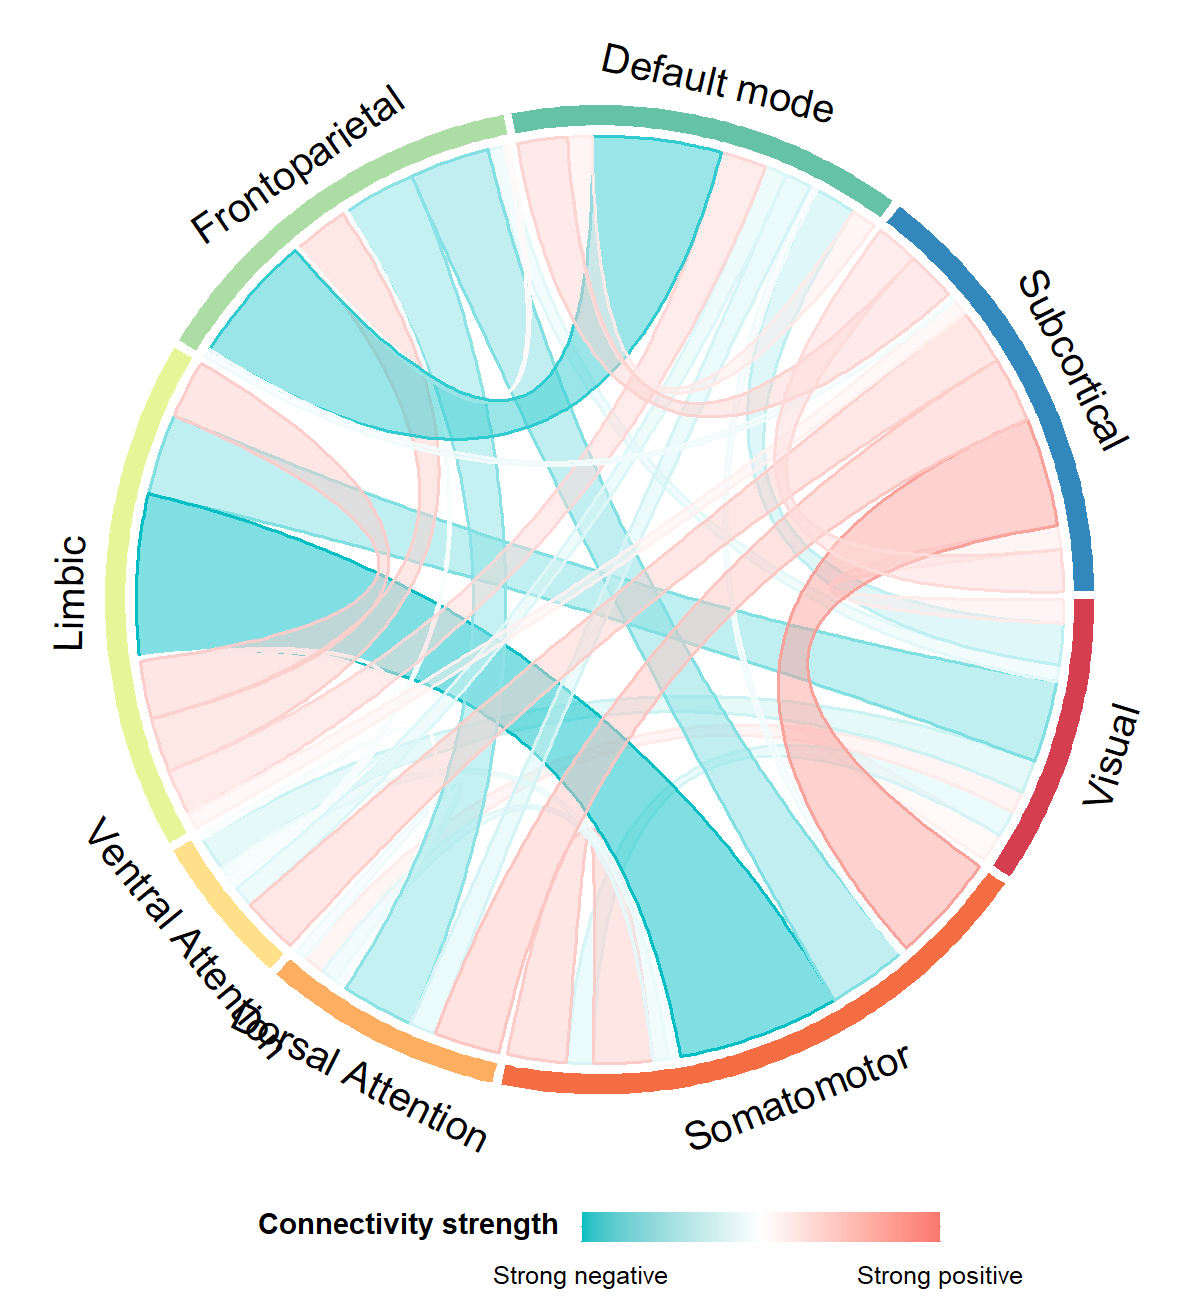 Default mode
Frontoparietal
Subcortical
Limbic
Visual
Ventral Attention
Dorsal Attention
Somatomotor
Connectivity strength
Strong negative
Strong positive